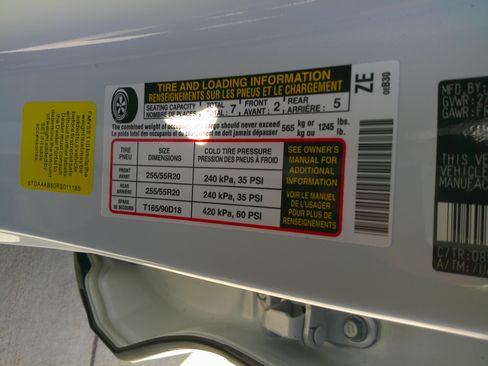 TIRE AND LOADING INFORMATION
RENSEIGNEMENTS SUR LES PNEUS ET LE CHARGEMENT
SEATING CAPACITY TOTAL : 7 FRONT : 2 REAR : 5
NOMBRE DE PLACES TOTAL AVANT ARRIÈRE
The combined weight of occupants and cargo should never exceed 565 kg or 1245 lbs.
Le poids total des occupants et du chargement ne doit jamais dépasser 565 kg ou 1245 lb.
TIRE SIZE COLD TIRE PRESSURE
PNEU DIMENSIONS PRESSION DES PNEUS À FROID
FRONT AVANT 255/55R20 240 kPa, 35 PSI
REAR ARRIÈRE 255/55R20 240 kPa, 35 PSI
SPARE DE SECOURS T165/90D18 420 kPa, 60 PSI
SEE OWNER'S
MANUAL FOR
ADDITIONAL
INFORMATION
VOIR LE MANUEL
DE L'USAGER
POUR PLUS DE
RENSEIGNEMENTS
ZE
MFD BY:
GVWR:
GAWR:
THIS VE
VEHICLE
MANUFAC
C/TR:
A/TM: